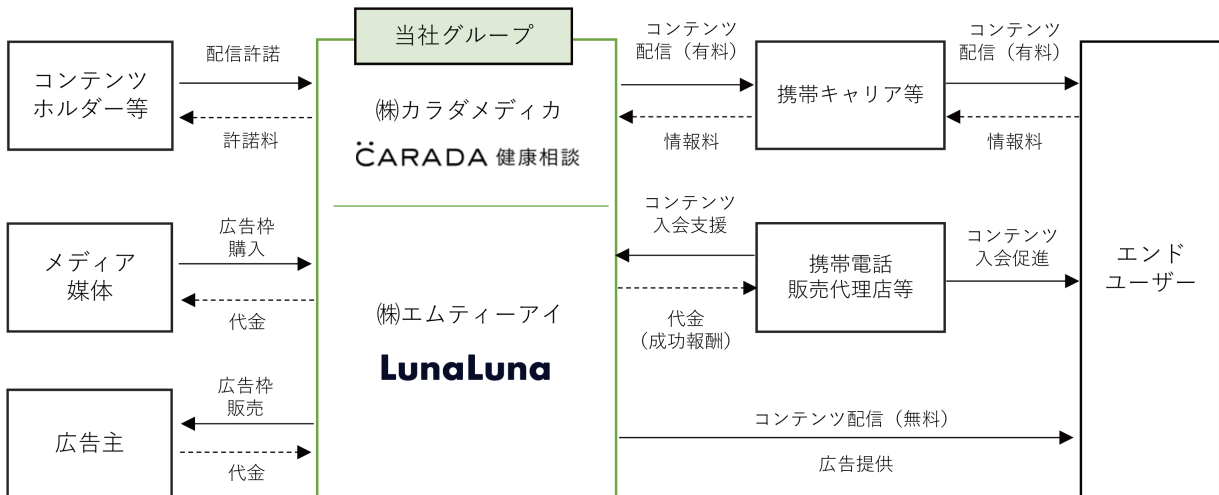 当社グループ
コンテンツ
ホルダー等
配信許諾
許諾料
㈱カラダメディカ
CARADA 健康相談
コンテンツ
配信（有料）
情報料
携帯キャリア等
コンテンツ
配信（有料）
情報料
メディア
媒体
広告枠
購入
代金
㈱エムティーアイ
LunaLuna
コンテンツ
入会支援
代金
（成功報酬）
携帯電話
販売代理店等
コンテンツ
入会促進
エンド
ユーザー
広告主
広告枠
販売
代金
コンテンツ配信（無料）
広告提供